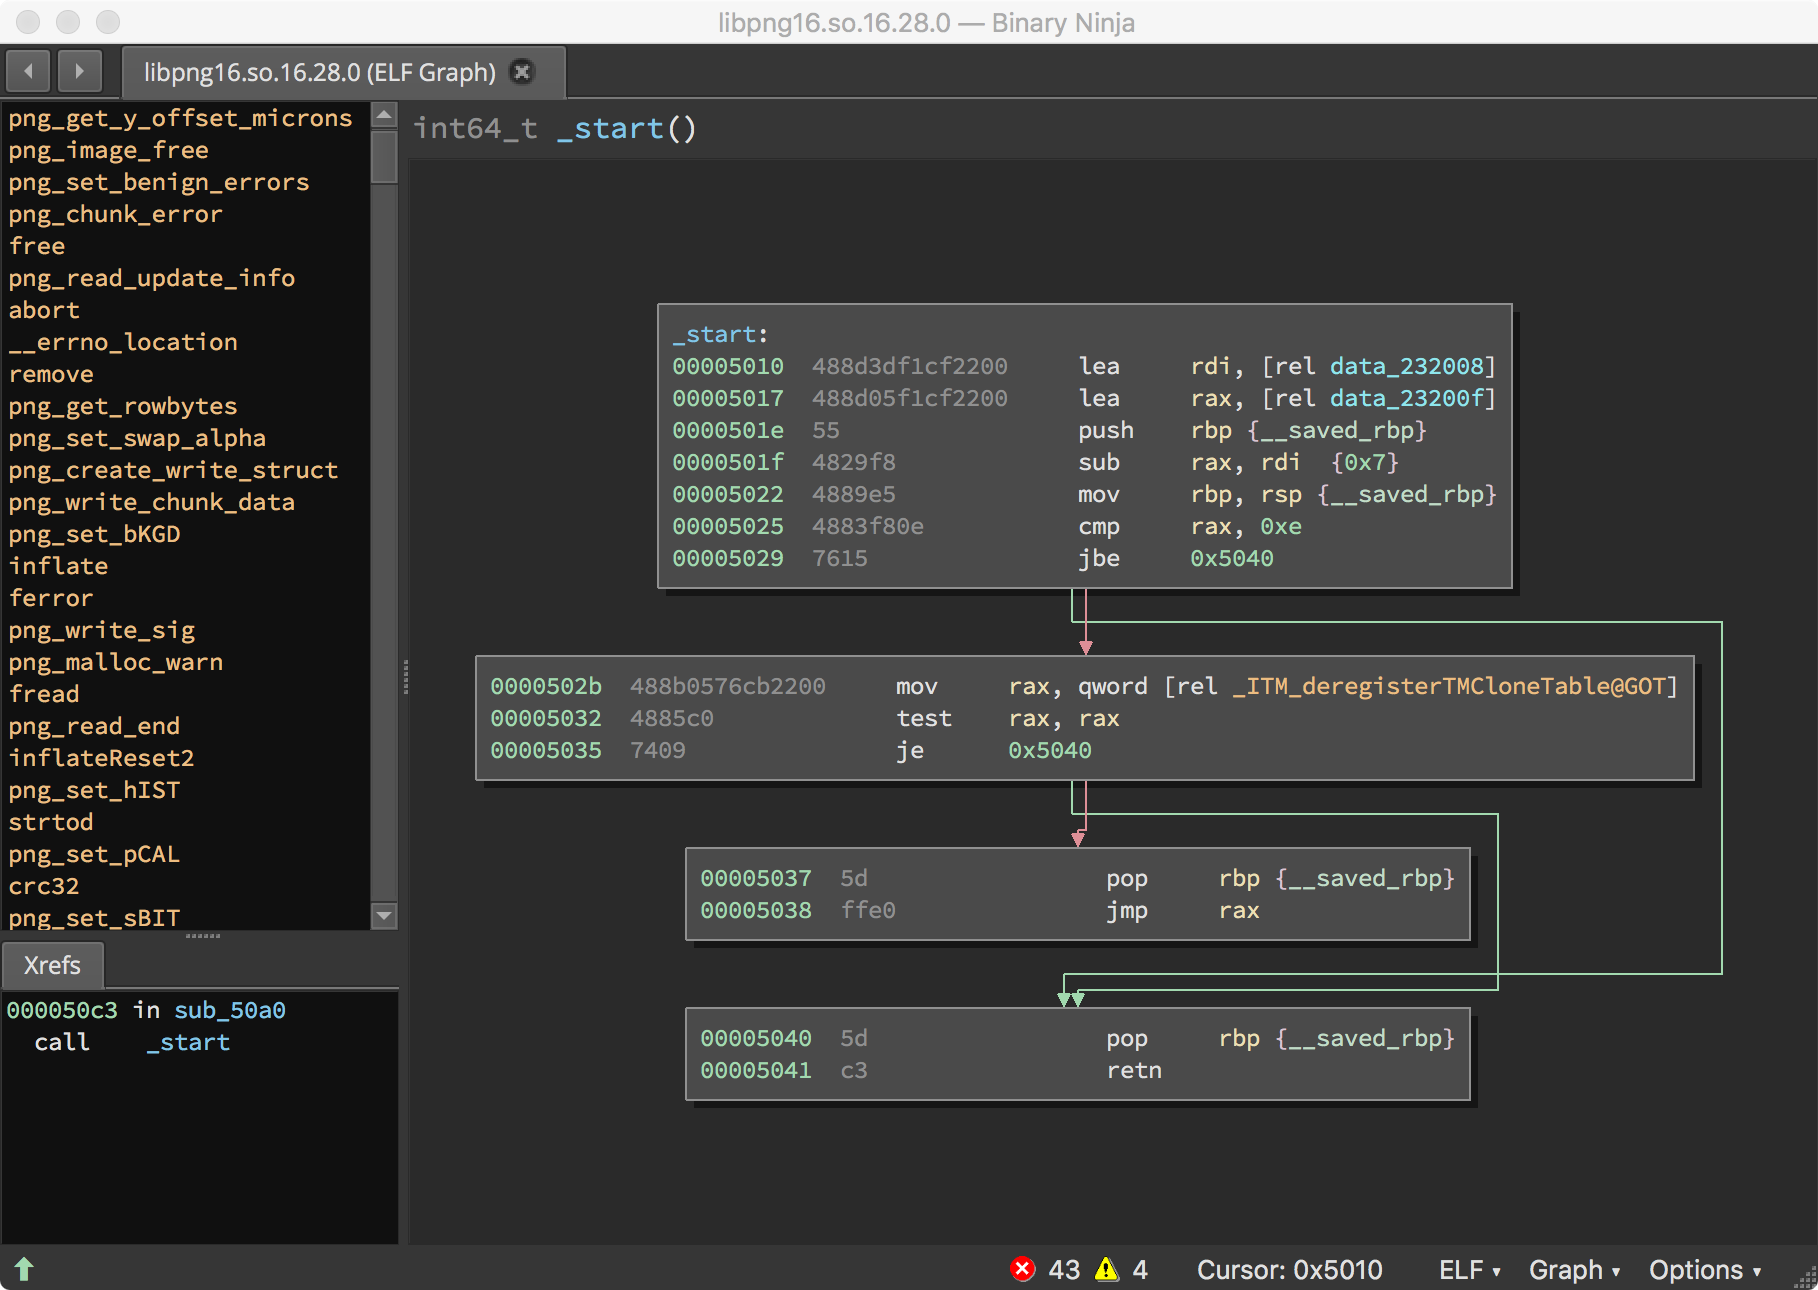 libpng16.so.16.28.0 — Binary Ninja
libpng16.so.16.28.0 (ELF Graph)
png_get_y_offset_microns
png_image_free
png_set_benign_errors
png_chunk_error
free
png_read_update_info
abort
__errno_location
remove
png_get_rowbytes
png_set_swap_alpha
png_create_write_struct
png_write_chunk_data
png_set_bKGD
inflate
ferror
png_write_sig
png_malloc_warn
fread
png_read_end
inflateReset2
png_set_hIST
strtod
png_set_pCAL
crc32
png_set_sBIT
Xrefs
000050c3 in sub_50a0
call _start
int64_t _start()
_start:
00005010 488d3df1cf2200 lea rdi, [rel data_232008]
00005017 488d05f1cf2200 lea rax, [rel data_23200f]
0000501e 55 push rbp {__saved_rbp}
0000501f 4829f8 sub rax, rdi {0x7}
00005022 4889e5 mov rbp, rsp {__saved_rbp}
00005025 4883f80e cmp rax, 0xe
00005029 7615 jbe 0x5040
0000502b 488b0576cb2200 mov rax, qword [rel _ITM_deregisterTMCloneTable@GOT]
00005032 4885c0 test rax, rax
00005035 7409 je 0x5040
00005037 5d pop rbp {__saved_rbp}
00005038 ffe0 jmp rax
00005040 5d pop rbp {__saved_rbp}
00005041 c3 retn
43 4 Cursor: 0x5010 ELF Graph Options